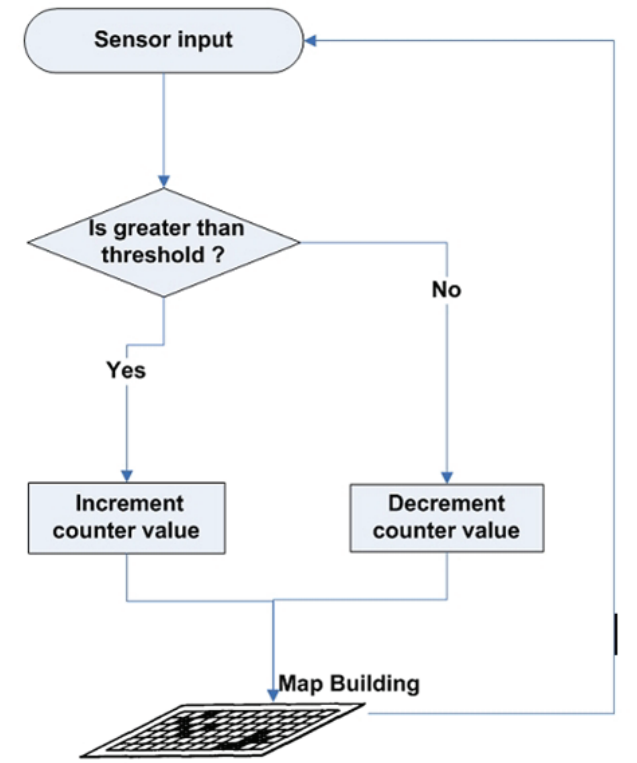 Sensor input
Is greater than
threshold ?
No
Yes
Increment
counter value
Decrement
counter value
Map Building